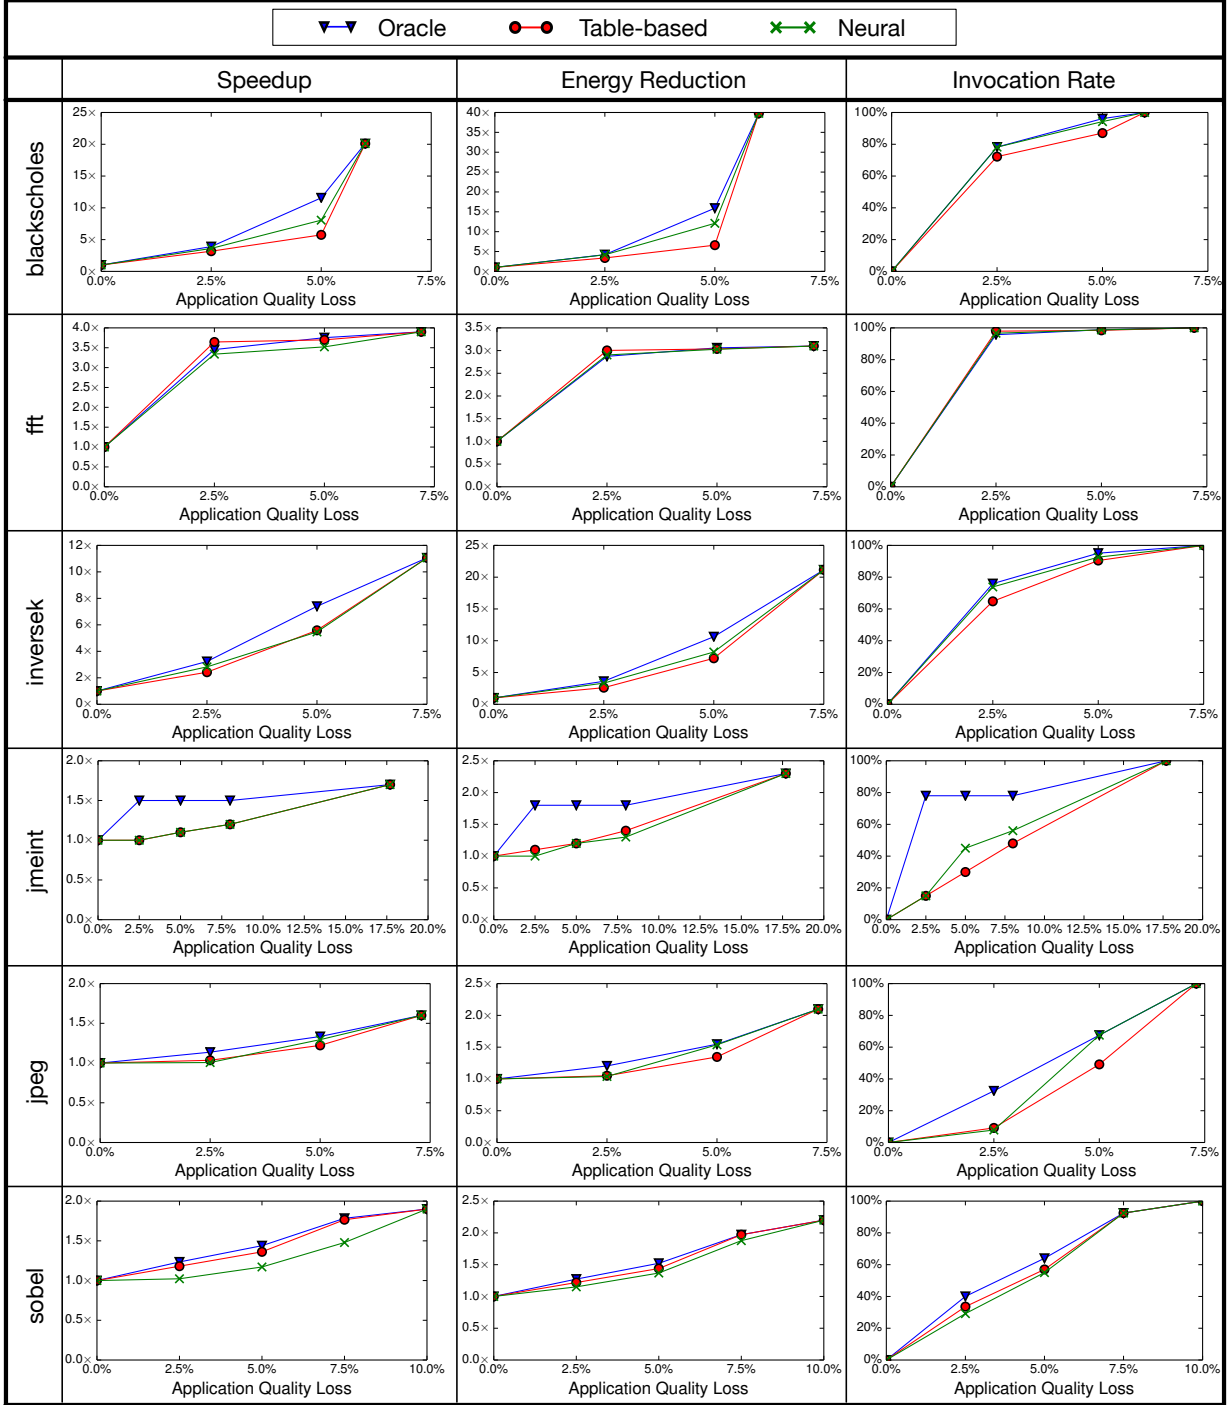 Oracle Table-based Neural
Speedup Energy Reduction Invocation Rate
blackscholes
25×
20×
15×
10×
5×
0×
0.0% 2.5% 5.0% 7.5%
Application Quality Loss
40×
35×
30×
25×
20×
15×
10×
5×
0×
0.0% 2.5% 5.0% 7.5%
Application Quality Loss
100%
80%
60%
40%
20%
0%
0.0% 2.5% 5.0% 7.5%
Application Quality Loss
fft
4.0×
3.5×
3.0×
2.5×
2.0×
1.5×
1.0×
0.5×
0.0×
0.0% 2.5% 5.0% 7.5%
Application Quality Loss
3.5×
3.0×
2.5×
2.0×
1.5×
1.0×
0.5×
0.0×
0.0% 2.5% 5.0% 7.5%
Application Quality Loss
100%
80%
60%
40%
20%
0%
0.0% 2.5% 5.0% 7.5%
Application Quality Loss
inversek
12×
10×
8×
6×
4×
2×
0×
0.0% 2.5% 5.0% 7.5%
Application Quality Loss
25×
20×
15×
10×
5×
0×
0.0% 2.5% 5.0% 7.5%
Application Quality Loss
100%
80%
60%
40%
20%
0%
0.0% 2.5% 5.0% 7.5%
Application Quality Loss
jmeint
2.0×
1.5×
1.0×
0.5×
0.0×
0.0% 2.5% 5.0% 7.5% 10.0% 12.5% 15.0% 17.5% 20.0%
Application Quality Loss
2.5×
2.0×
1.5×
1.0×
0.5×
0.0×
0.0% 2.5% 5.0% 7.5% 10.0% 12.5% 15.0% 17.5% 20.0%
Application Quality Loss
100%
80%
60%
40%
20%
0%
0.0% 2.5% 5.0% 7.5% 10.0% 12.5% 15.0% 17.5% 20.0%
Application Quality Loss
jpeg
2.0×
1.5×
1.0×
0.5×
0.0×
0.0% 2.5% 5.0% 7.5%
Application Quality Loss
2.5×
2.0×
1.5×
1.0×
0.5×
0.0×
0.0% 2.5% 5.0% 7.5%
Application Quality Loss
100%
80%
60%
40%
20%
0%
0.0% 2.5% 5.0% 7.5%
Application Quality Loss
sobel
2.0×
1.5×
1.0×
0.5×
0.0×
0.0% 2.5% 5.0% 7.5% 10.0%
Application Quality Loss
2.5×
2.0×
1.5×
1.0×
0.5×
0.0×
0.0% 2.5% 5.0% 7.5% 10.0%
Application Quality Loss
100%
80%
60%
40%
20%
0%
0.0% 2.5% 5.0% 7.5% 10.0%
Application Quality Loss